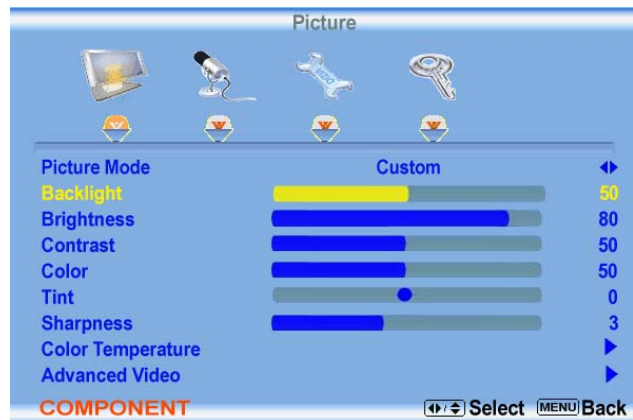 Picture
Picture Mode Custom
Backlight 50
Brightness 80
Contrast 50
Color 50
Tint 0
Sharpness 3
Color Temperature
Advanced Video
COMPONENT Select MENU Back